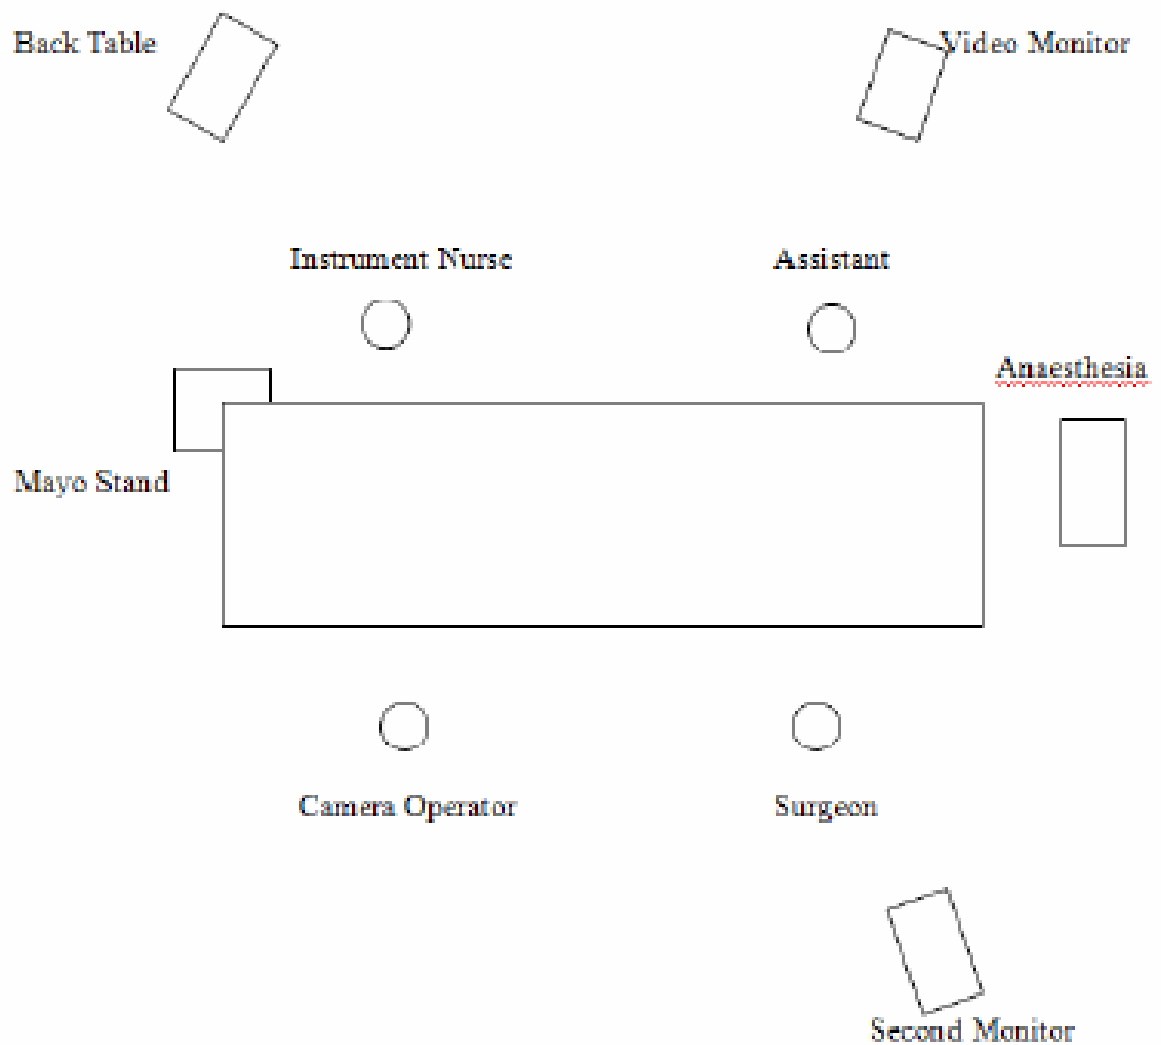 Back Table
Video Monitor
Instrument Nurse
Assistant
Anaesthesia
Mayo Stand
Camera Operator
Surgeon
Second Monitor